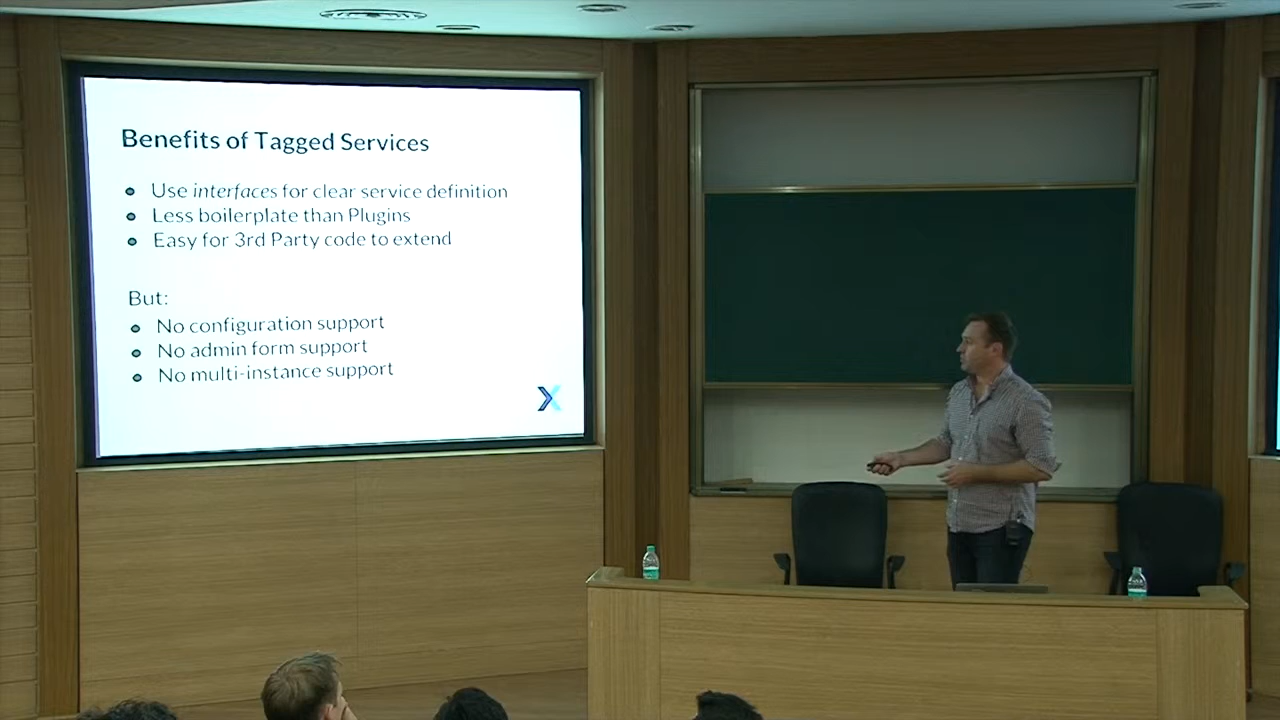 Benefits of Tagged Services
Use interfaces for clear service definition
Less boilerplate than Plugins
Easy for 3rd Party code to extend
But:
No configuration support
No admin form support
No multi-instance support